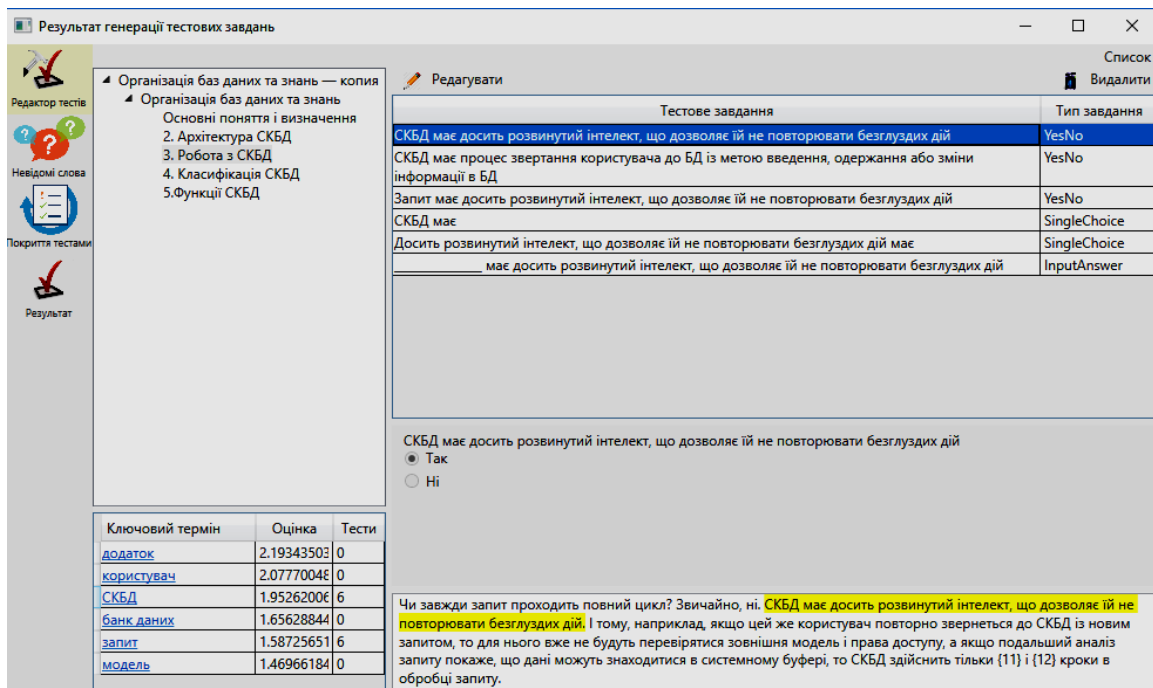 Результат генерації тестових завдань
Редактор тестів
Невідомі слова
Покриття тестами
Результат
Організація баз даних та знань — копия
Організація баз даних та знань
Основні поняття і визначення
2. Архітектура СКБД
3. Робота з СКБД
4. Класифікація СКБД
5.Функції СКБД
Ключовий термін Оцінка Тести
додаток 2.19343503 0
користувач 2.07770048 0
СКБД 1.95262006 6
банк даних 1.65628844 0
запит 1.58725651 6
модель 1.46966184 0
Список
Редагувати Видалити
Тестове завдання Тип завдання
СКБД має досить розвинутий інтелект, що дозволяє їй не повторювати безглуздих дій YesNo
СКБД має процес звертання користувача до БД із метою введення, одержання або зміни YesNo
інформації в БД
Запит має досить розвинутий інтелект, що дозволяє їй не повторювати безглуздих дій YesNo
СКБД має SingleChoice
Досить розвинутий інтелект, що дозволяє їй не повторювати безглуздих дій має SingleChoice
____________ має досить розвинутий інтелект, що дозволяє їй не повторювати безглуздих дій InputAnswer
СКБД має досить розвинутий інтелект, що дозволяє їй не повторювати безглуздих дій
Так
Ні
Чи завжди запит проходить повний цикл? Звичайно, ні. СКБД має досить розвинутий інтелект, що дозволяє їй не
повторювати безглуздих дій. І тому, наприклад, якщо цей же користувач повторно звернеться до СКБД із новим
запитом, то для нього вже не будуть перевірятися зовнішня модель і права доступу, а якщо подальший аналіз
запиту покаже, що дані можуть знаходитися в системному буфері, то СКБД здійснить тільки {11} і {12} кроки в
обробці запиту.